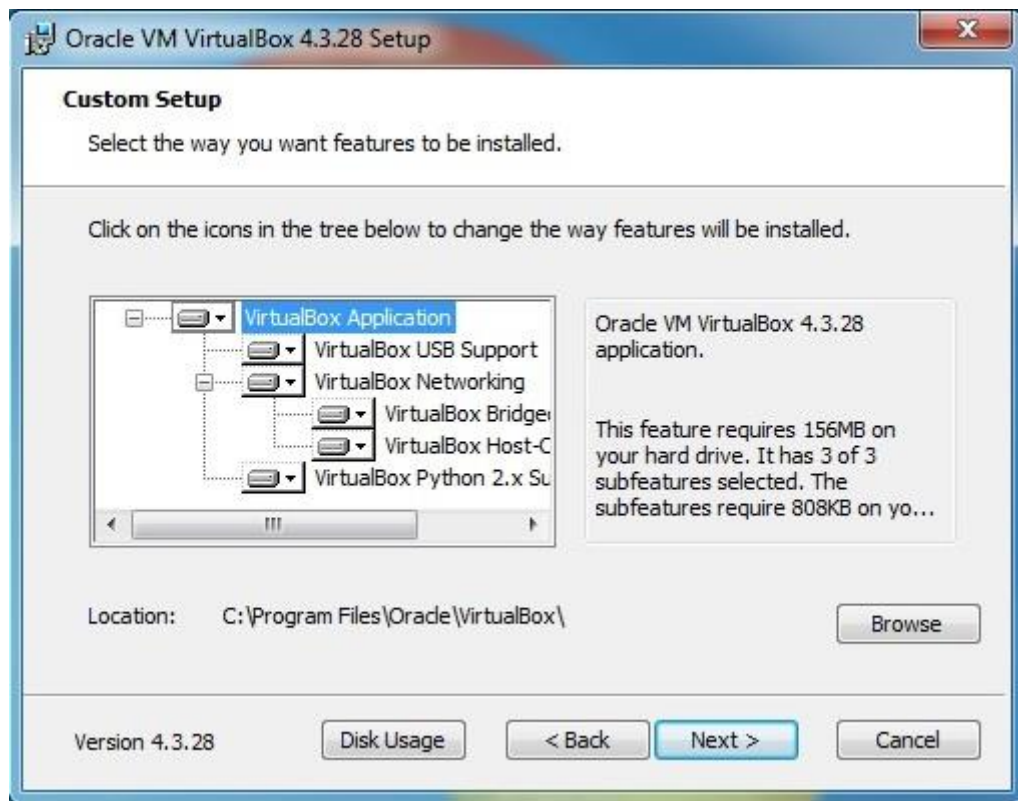 Oracle VM VirtualBox 4.3.28 Setup
Custom Setup
Select the way you want features to be installed.
Click on the icons in the tree below to change the way features will be installed.
VirtualBox Application
VirtualBox USB Support
VirtualBox Networking
VirtualBox Bridge
VirtualBox Host-C
VirtualBox Python 2.x Su
Oracle VM VirtualBox 4.3.28
application.
This feature requires 156MB on
your hard drive. It has 3 of 3
subfeatures selected. The
subfeatures require 808KB on yo...
Location: C:\Program Files\Oracle\VirtualBox\
Browse
Version 4.3.28
Disk Usage
< Back
Next >
Cancel